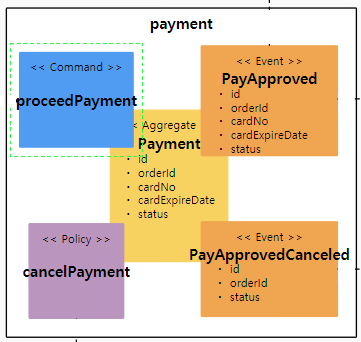 payment
<< Command >>
proceedPayment
<< Event >>
PayApproved
· id
· orderId
· cardNo
· cardExpireDate
· status
< Aggregate
Payment
· id
· orderId
· cardNo
· cardExpireDate
· status
<< Policy >>
cancelPayment
<< Event >>
PayApprovedCanceled
· id
· orderId
· status